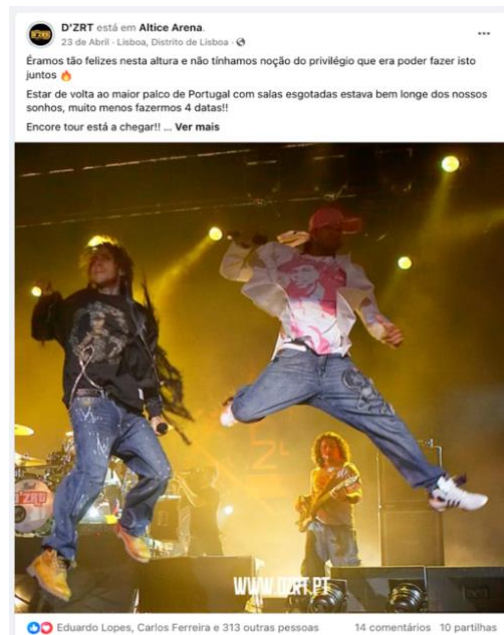 D'ZRT está em Altice Arena.
23 de Abril · Lisboa, Distrito de Lisboa ·
Éramos tão felizes nesta altura e não tínhamos noção do privilégio que era poder fazer isto
juntos 🔥
Estar de volta ao maior palco de Portugal com salas esgotadas estava bem longe dos nossos
sonhos, muito menos fazermos 4 datas!!
Encore tour está a chegar!! ... Ver mais
D'ZRT
WWW.DZRT.PT
Eduardo Lopes, Carlos Ferreira e 313 outras pessoas
14 comentários 10 partilhas